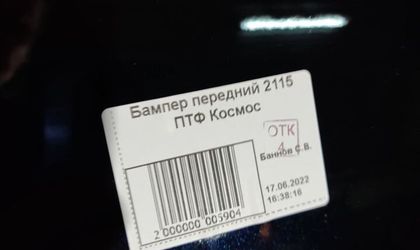 Бампер передний 2115
ПТФ Космос
ОТК
4
Баннов С.В.
17.06.2022
16:38:16
2 000000 005904